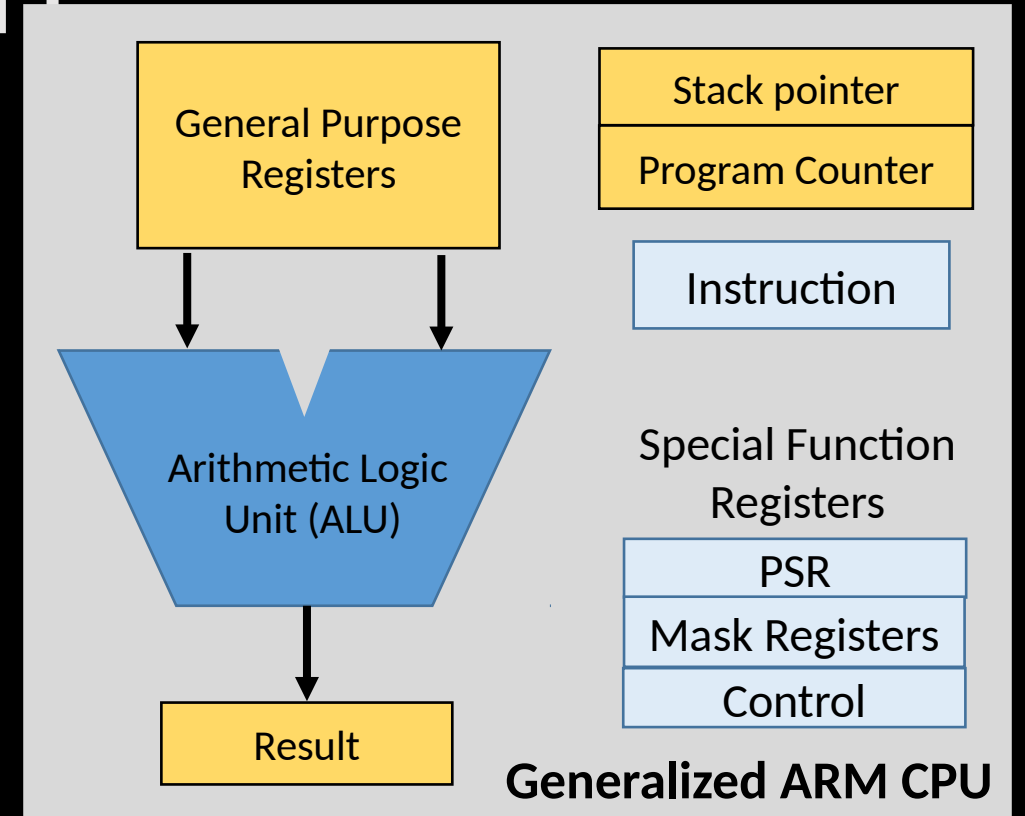 General Purpose
Registers
Stack pointer
Program Counter
Instruction
Arithmetic Logic
Unit (ALU)
Special Function
Registers
PSR
Mask Registers
Control
Result
Generalized ARM CPU